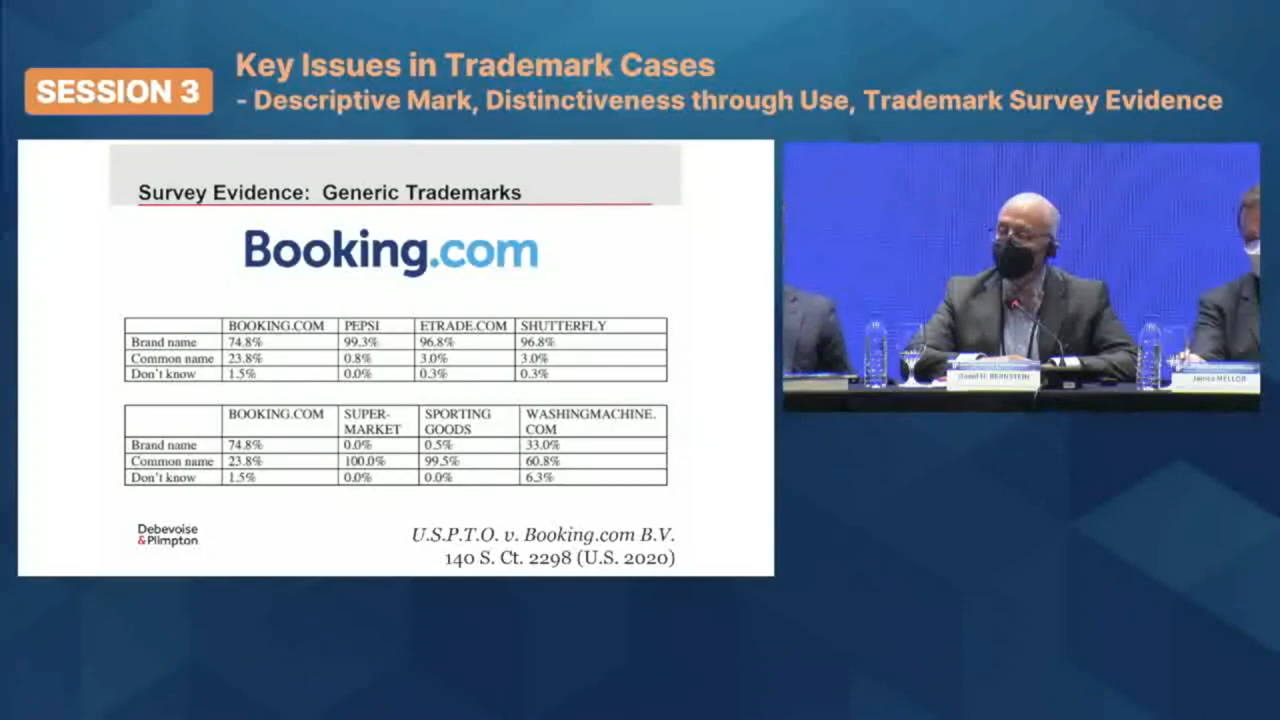 SESSION 3
Key Issues in Trademark Cases
- Descriptive Mark, Distinctiveness through Use, Trademark Survey Evidence
Survey Evidence: Generic Trademarks
Booking.com
BOOKING.COM PEPSI ETRADE.COM SHUTTERFLY
Brand name 74.8% 99.3% 96.8% 96.8%
Common name 23.8% 0.8% 3.0% 3.0%
Don't know 1.5% 0.0% 0.3% 0.3%
BOOKING.COM SUPER-MARKET SPORTING GOODS WASHINGMACHINE.COM
Brand name 74.8% 0.0% 0.5% 33.0%
Common name 23.8% 100.0% 99.5% 60.8%
Don't know 1.5% 0.0% 0.0% 6.3%
Debevoise
&Plimpton
U.S.P.T.O. v. Booking.com B.V.
140 S. Ct. 2298 (U.S. 2020)
BERNSTEIN
MELLOR